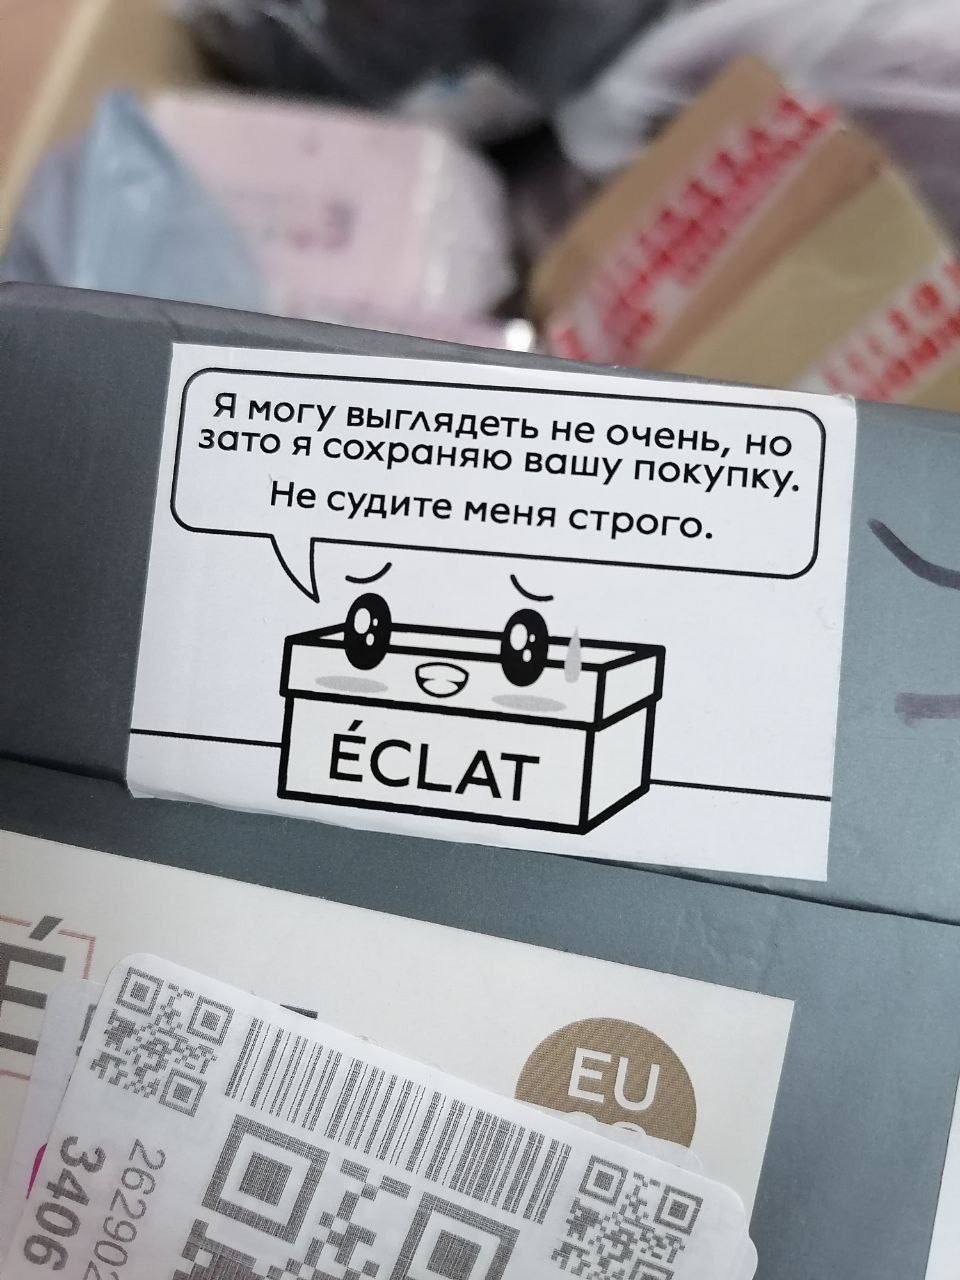 Я могу выглядеть не очень, но
зато я сохраняю вашу покупку.
Не судите меня строго.
ÉCLAT
EU
3406